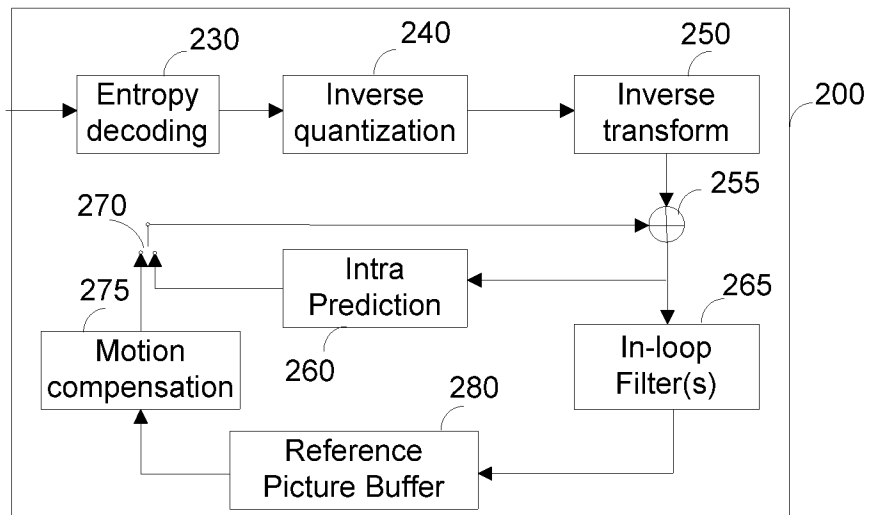 230
240
250
Entropy
decoding
Inverse
quantization
Inverse
transform
200
255
270
Intra
Prediction
260
275
265
Motion
compensation
In-loop
Filter(s)
280
Reference
Picture Buffer